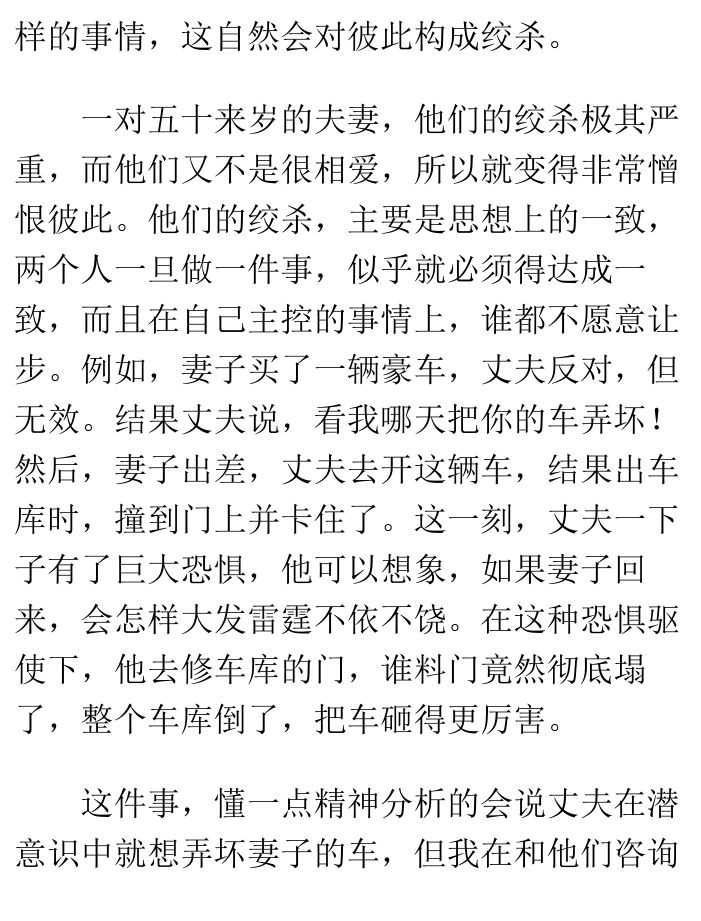 样的事情，这自然会对彼此构成绞杀。
一对五十来岁的夫妻，他们的绞杀极其严
重，而他们又不是很相爱，所以就变得非常憎
恨彼此。他们的绞杀，主要是思想上的一致，
两个人一旦做一件事，似乎就必须得达成一
致，而且在自己主控的事情上，谁都不愿意让
步。例如，妻子买了一辆豪车，丈夫反对，但
无效。结果丈夫说，看我哪天把你的车弄坏！
然后，妻子出差，丈夫去开这辆车，结果出车
库时，撞到门上并卡住了。这一刻，丈夫一下
子有了巨大恐惧，他可以想象，如果妻子回
来，会怎样大发雷霆不依不饶。在这种恐惧驱
使下，他去修车库的门，谁料门竟然彻底塌
了，整个车库倒了，把车砸得更厉害。
这件事，懂一点精神分析的会说丈夫在潜
意识中就想弄坏妻子的车，但我在和他们咨询